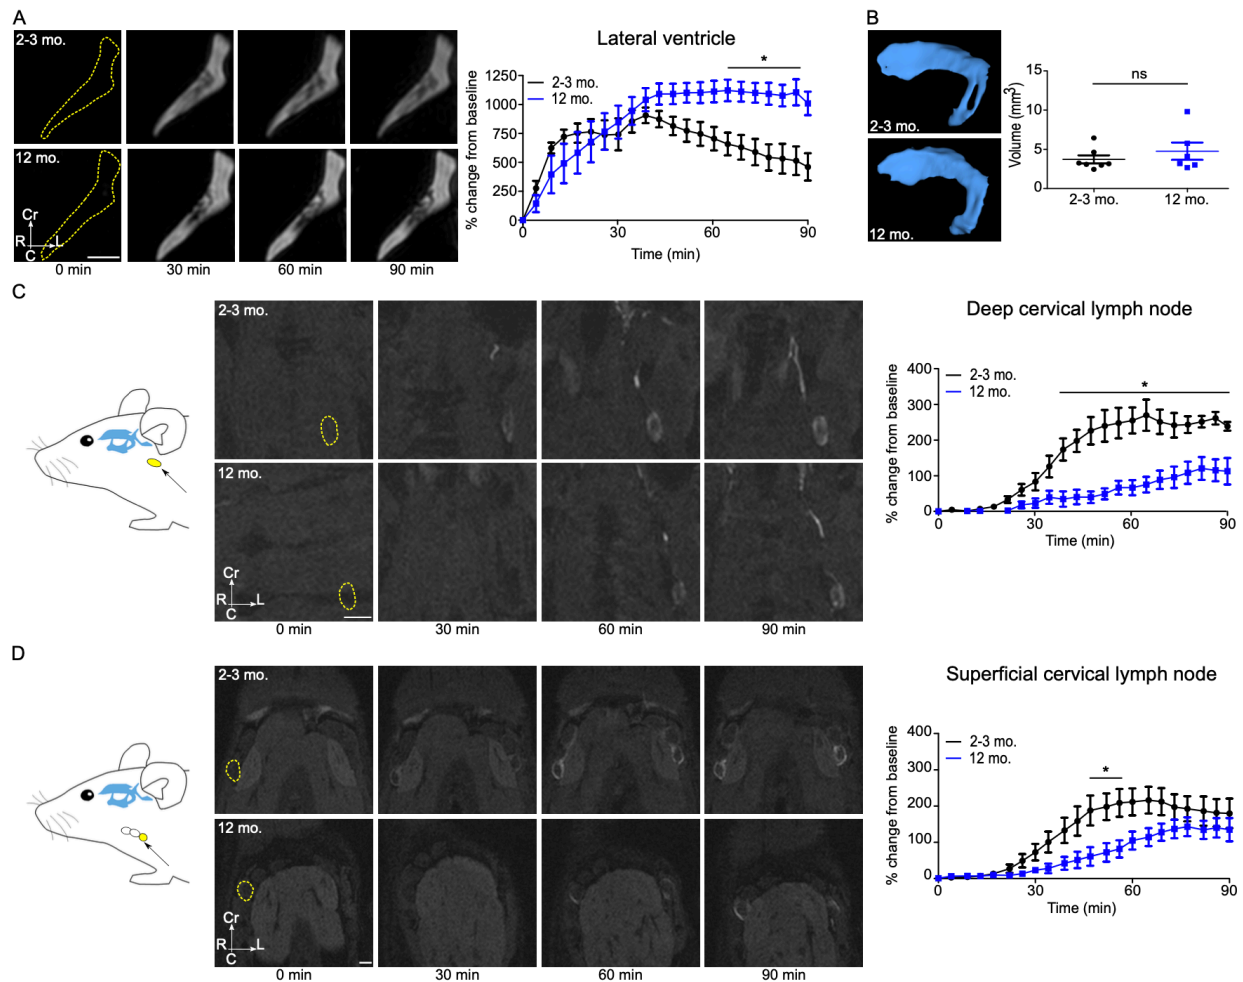 A
2-3 mo.
12 mo.
Cr
R
L
C
0 min
30 min
60 min
90 min
Lateral ventricle
% change from baseline
1250
1000
750
500
250
0
2-3 mo.
12 mo.
*
0
30
60
90
Time (min)
B
2-3 mo.
12 mo.
Volume (mm3)
15
10
5
0
ns
2-3 mo.
12 mo.
C
2-3 mo.
12 mo.
Cr
R
L
C
0 min
30 min
60 min
90 min
Deep cervical lymph node
% change from baseline
400
300
200
100
0
2-3 mo.
12 mo.
*
0
30
60
90
Time (min)
D
2-3 mo.
12 mo.
Cr
R
L
C
0 min
30 min
60 min
90 min
Superficial cervical lymph node
% change from baseline
400
300
200
100
0
2-3 mo.
12 mo.
*
0
30
60
90
Time (min)